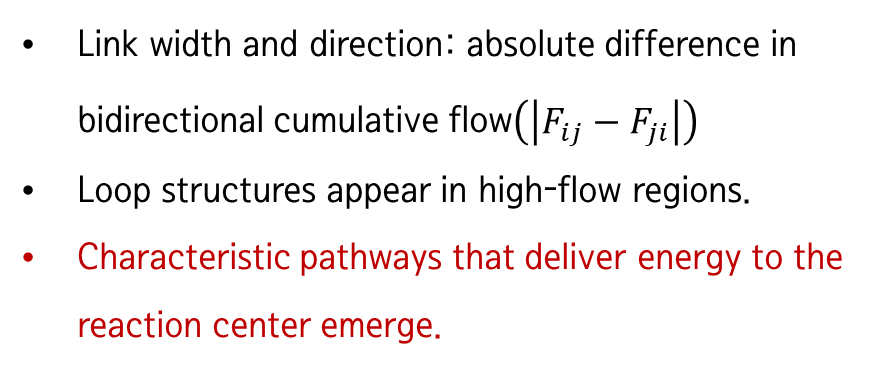 • Link width and direction: absolute difference in
bidirectional cumulative flow(|F_{ij} − F_{ji}|)
• Loop structures appear in high-flow regions.
• Characteristic pathways that deliver energy to the
reaction center emerge.